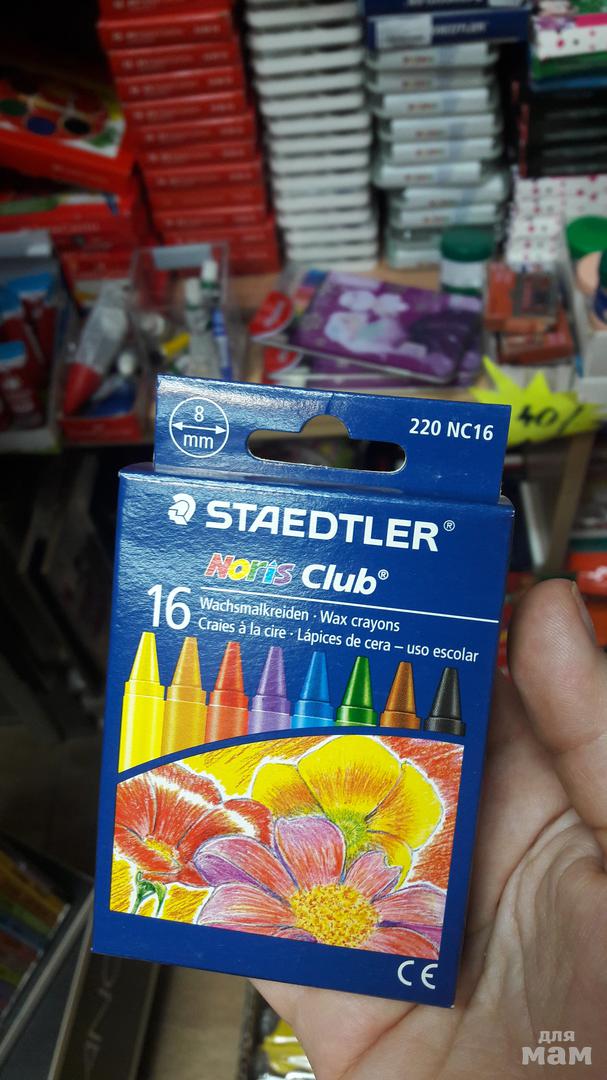 8
mm
220 NC16
STAEDTLER®
Noris Club®
16
Wachsmalkreiden · Wax crayons
Craies à la cire · Lápices de cera – uso escolar
CE
40/
для
мам